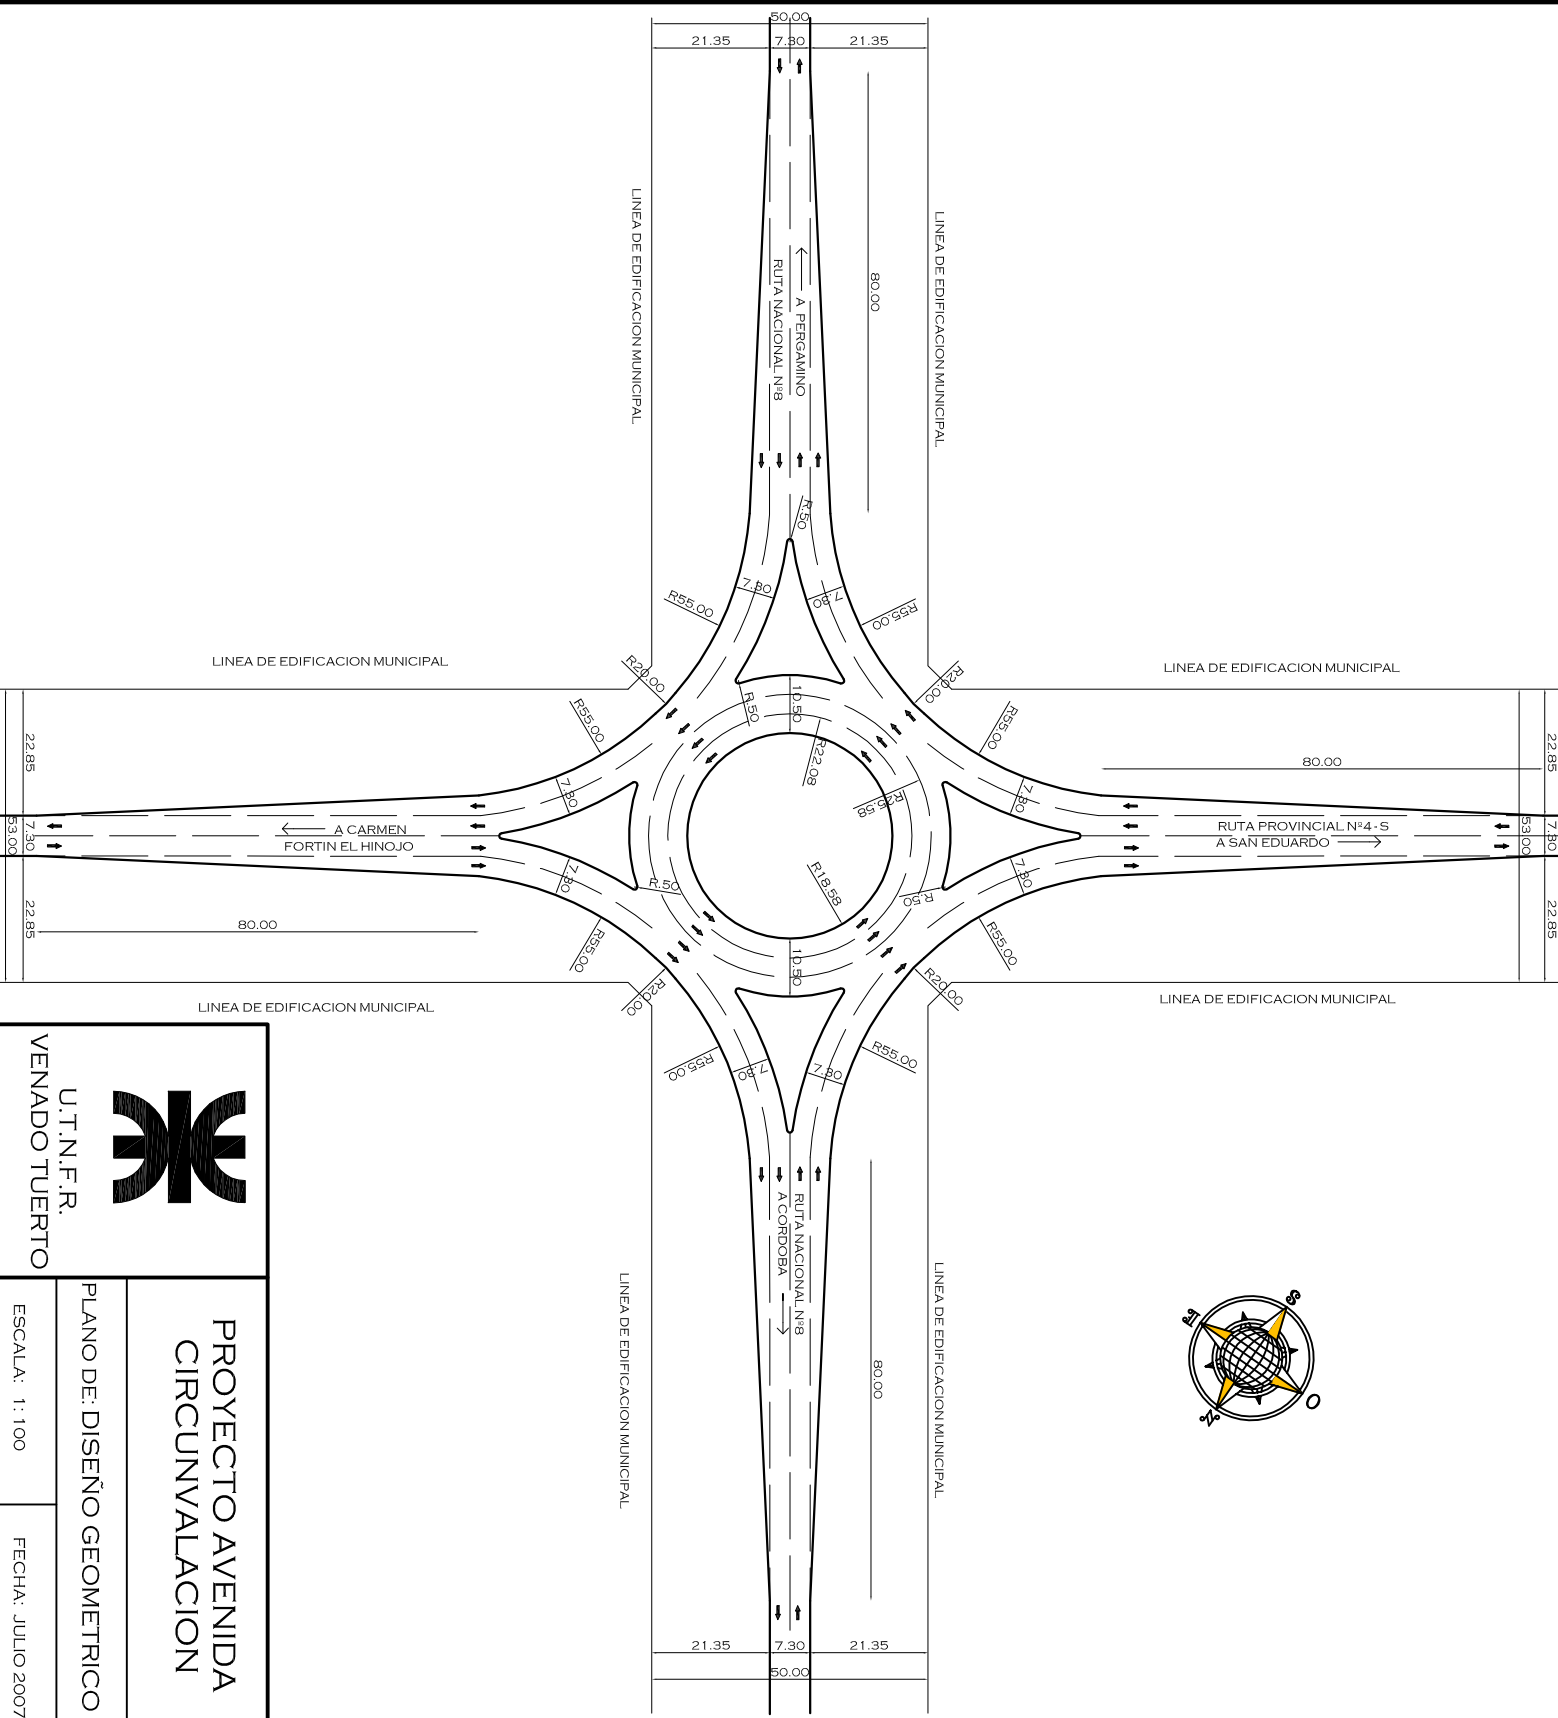 50.00
21.35
7.30
21.35
LINEA DE EDIFICACION MUNICIPAL
LINEA DE EDIFICACION MUNICIPAL
80.00
A PERGAMINO
RUTA NACIONAL Nº8
R.50
7.30
7.30
R55.00
R55.00
LINEA DE EDIFICACION MUNICIPAL
LINEA DE EDIFICACION MUNICIPAL
R20.00
R20.00
R.50
10.50
R55.00
R55.00
R22.08
22.85
22.85
80.00
7.30
7.30
R25.58
7.30
53.00
A CARMEN
FORTIN EL HINOJO
RUTA PROVINCIAL Nº4-S
A SAN EDUARDO
53.00
7.30
7.30
7.30
R.50
R18.58
R.50
22.85
22.85
80.00
R55.00
R55.00
10.50
R20.00
R20.00
LINEA DE EDIFICACION MUNICIPAL
LINEA DE EDIFICACION MUNICIPAL
R55.00
R55.00
7.30
7.30
RUTA NACIONAL Nº8
A CORDOBA
LINEA DE EDIFICACION MUNICIPAL
LINEA DE EDIFICACION MUNICIPAL
80.00
S
E
O
N
21.35
7.30
21.35
50.00
U.T.N.F.R.
VENADO TUERTO
PROYECTO AVENIDA
CIRCUNVALACION
PLANO DE: DISEÑO GEOMETRICO
ESCALA: 1:100
FECHA: JULIO 2007